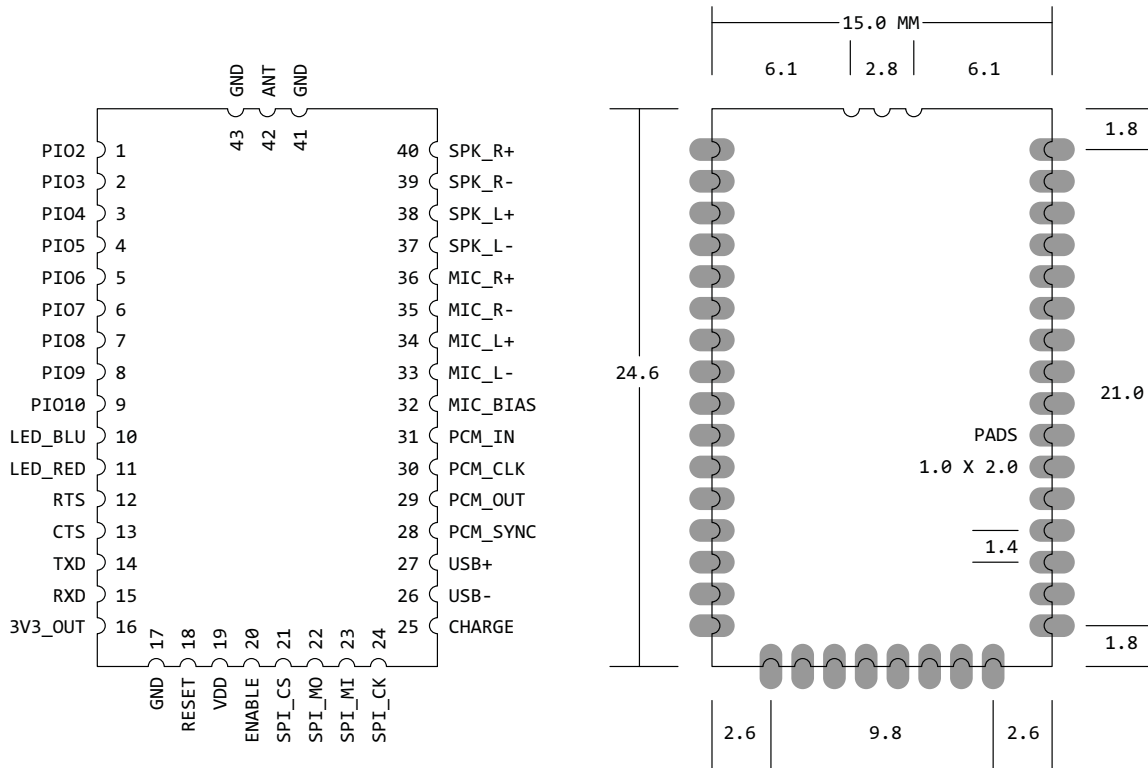 GND ANT GND
43 42 41
PIO2 1
PIO3 2
PIO4 3
PIO5 4
PIO6 5
PIO7 6
PIO8 7
PIO9 8
PIO10 9
LED_BLU 10
LED_RED 11
RTS 12
CTS 13
TXD 14
RXD 15
3V3_OUT 16
40 SPK_R+
39 SPK_R-
38 SPK_L+
37 SPK_L-
36 MIC_R+
35 MIC_R-
34 MIC_L+
33 MIC_L-
32 MIC_BIAS
31 PCM_IN
30 PCM_CLK
29 PCM_OUT
28 PCM_SYNC
27 USB+
26 USB-
25 CHARGE
17 18 19 20 21 22 23 24
GND RESET VDD ENABLE SPI_CS SPI_MO SPI_MI SPI_CK
15.0 MM
6.1 2.8 6.1
1.8
24.6
21.0
PADS
1.0 X 2.0
1.4
1.8
2.6 9.8 2.6